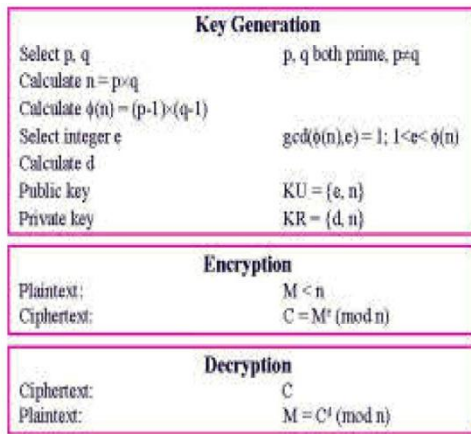 Key Generation
Select p, q p, q both prime, p≠q
Calculate n = p×q
Calculate ϕ(n) = (p-1)×(q-1)
Select integer e gcd(ϕ(n),e) = 1; 1<e< ϕ(n)
Calculate d
Public key KU = {e, n}
Private key KR = {d, n}
Encryption
Plaintext: M < n
Ciphertext: C = Mᵉ (mod n)
Decryption
Ciphertext: C
Plaintext: M = Cᵈ (mod n)